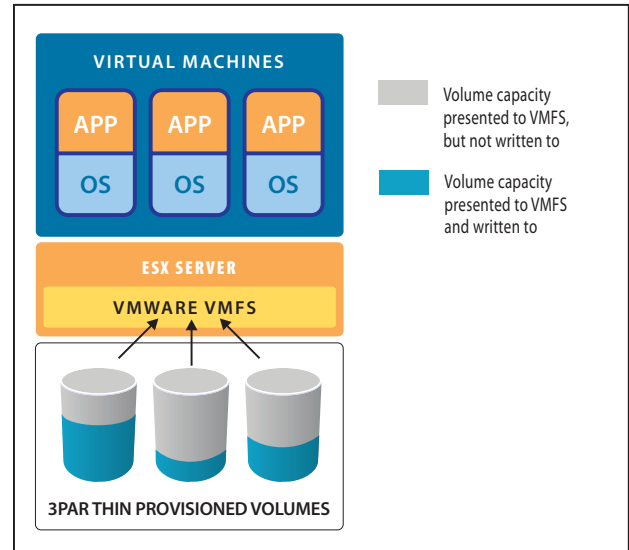 VIRTUAL MACHINES
APP APP APP
OS OS OS
ESX SERVER
VMWARE VMFS
3PAR THIN PROVISIONED VOLUMES
Volume capacity
presented to VMFS,
but not written to
Volume capacity
presented to VMFS
and written to